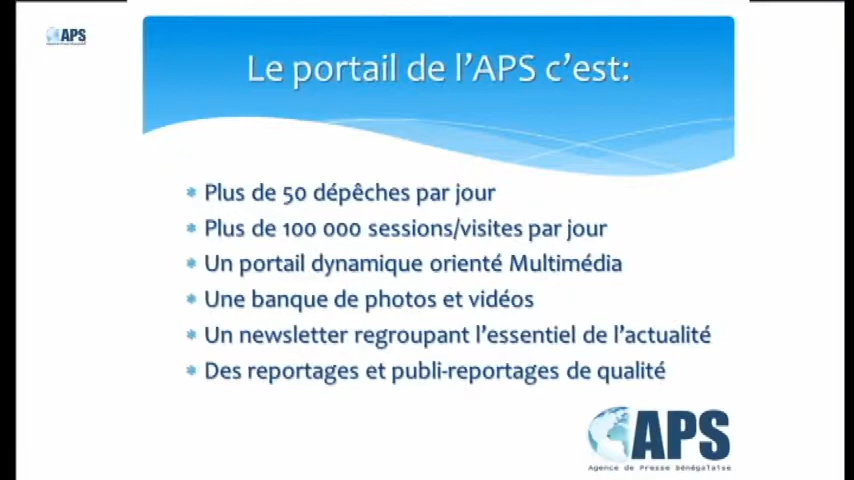 APS
Le portail de l'APS c'est:
Plus de 50 dépêches par jour
Plus de 100 000 sessions/visites par jour
Un portail dynamique orienté Multimédia
Une banque de photos et vidéos
Un newsletter regroupant l'essentiel de l'actualité
Des reportages et publi-reportages de qualité
APS
Agence de Presse Sénégalaise